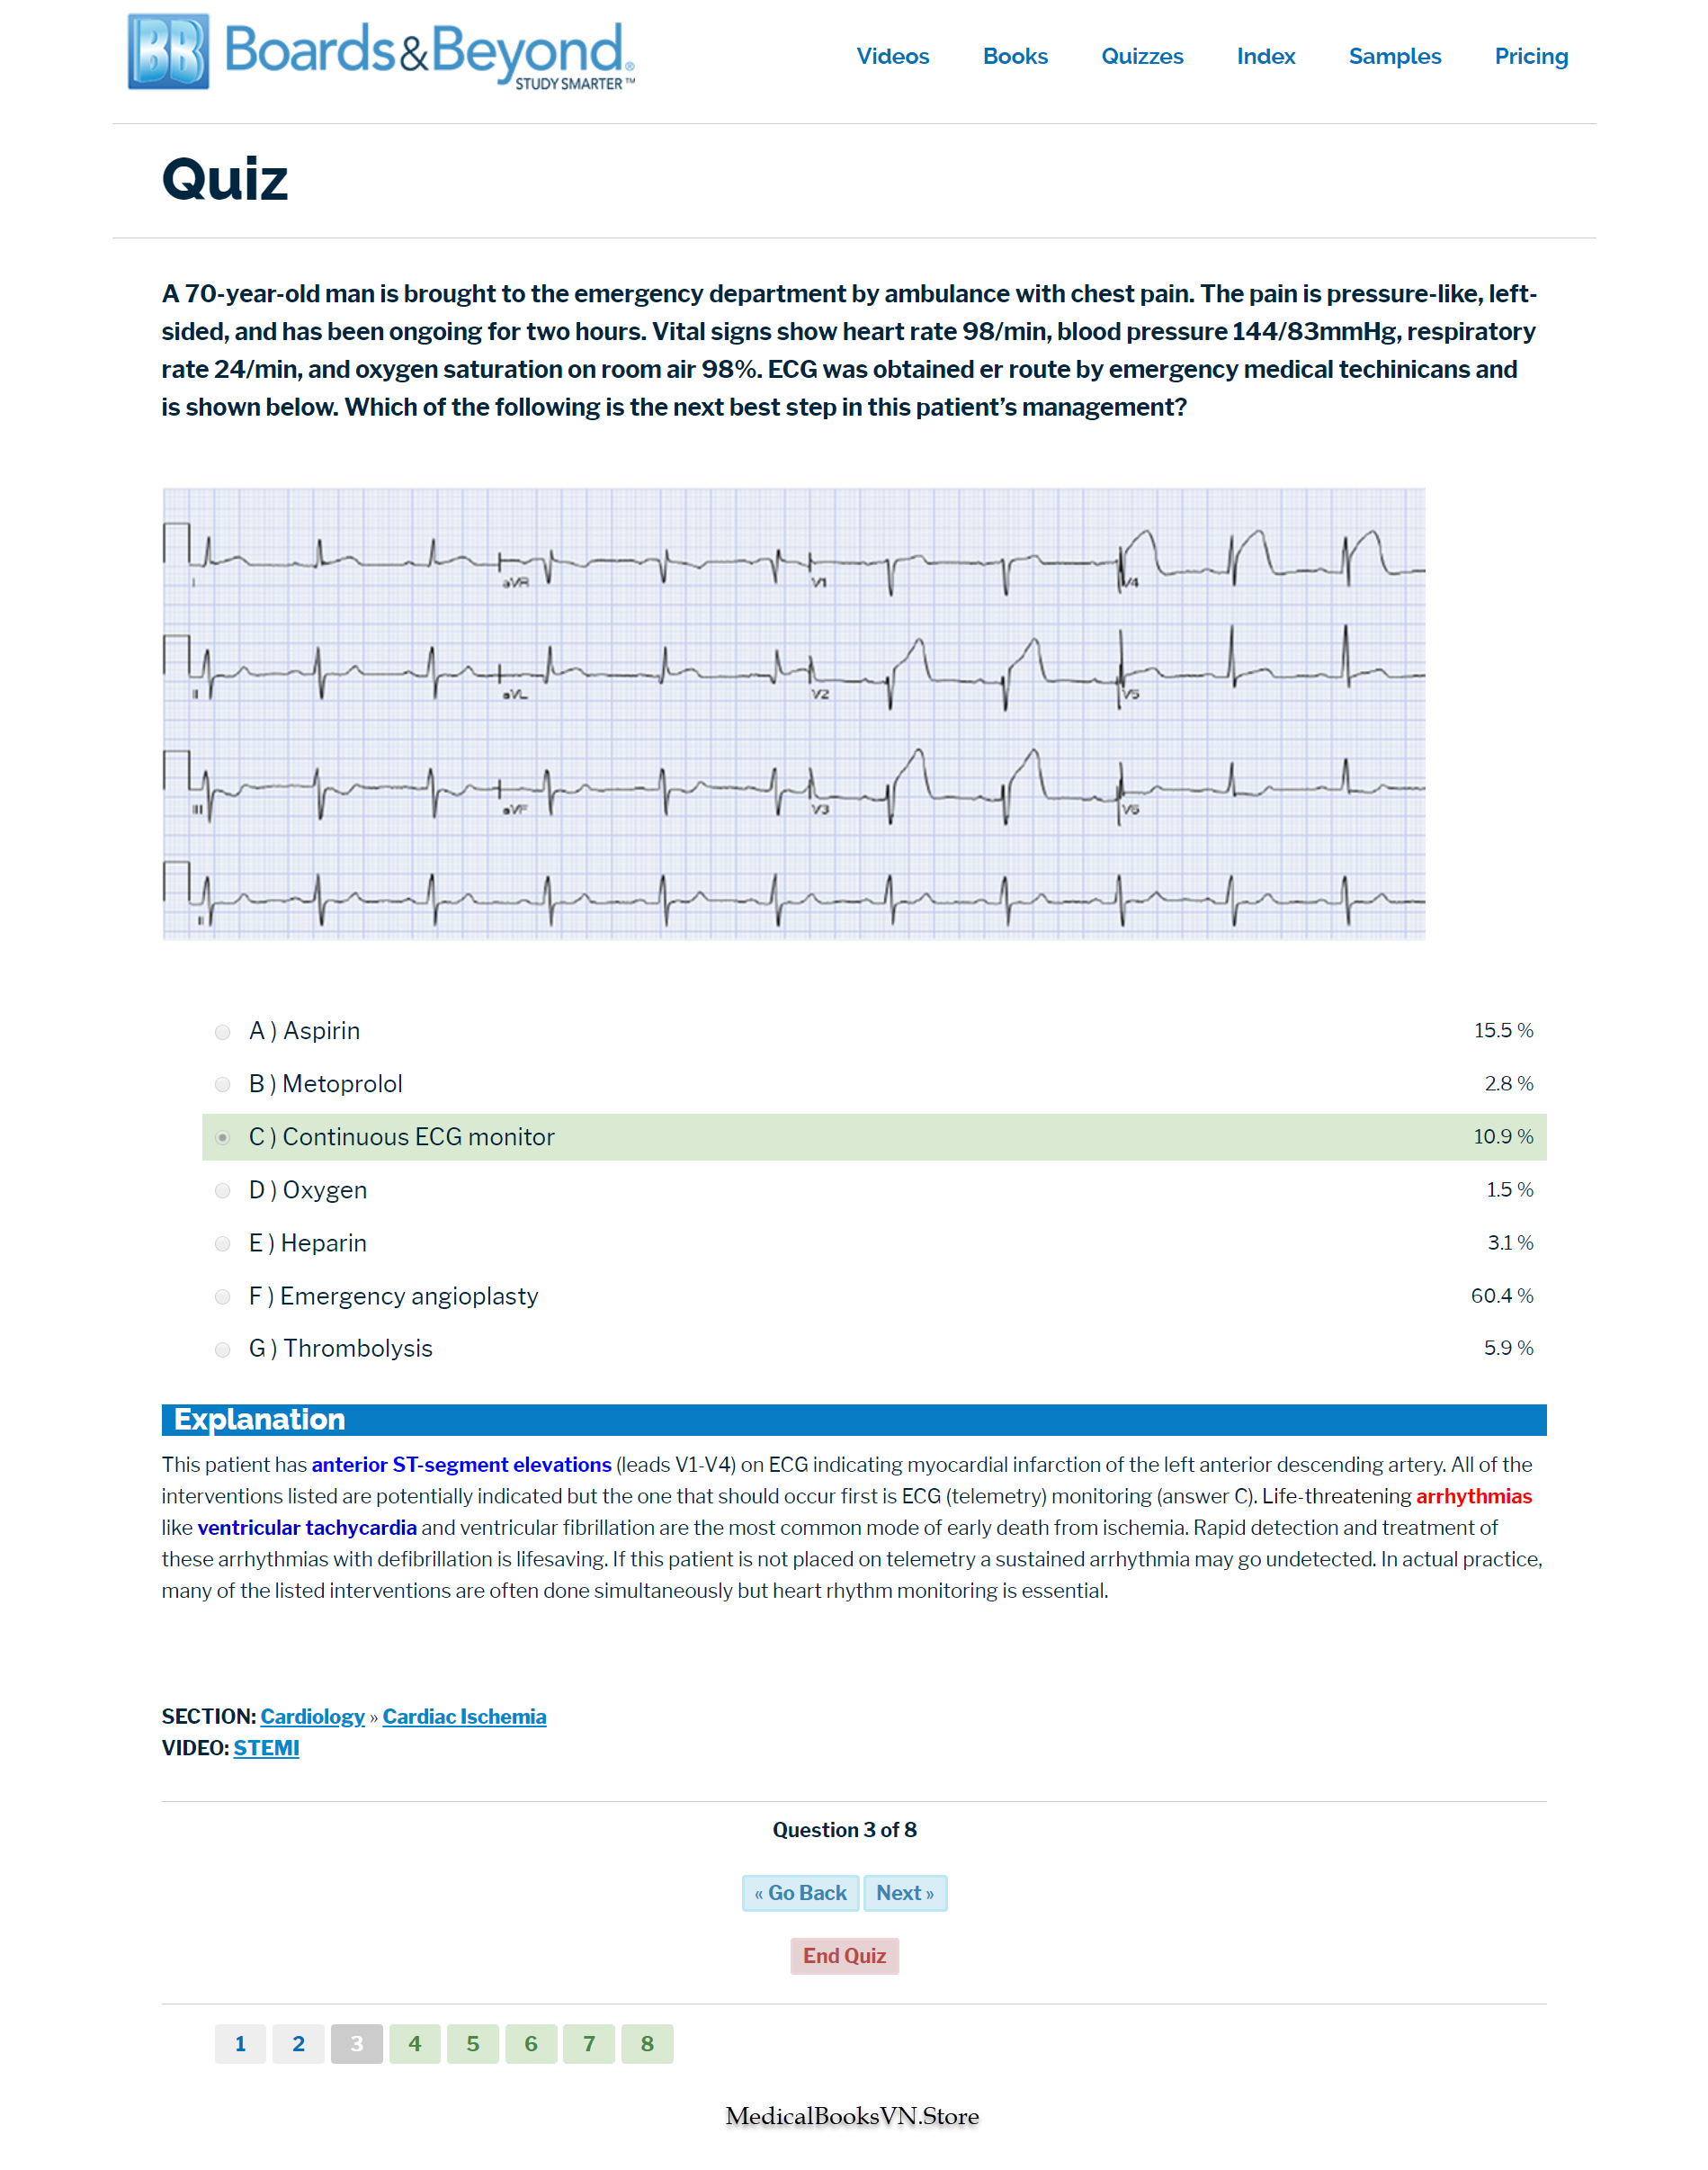 BB Boards&Beyond®
STUDY SMARTER™
Videos Books Quizzes Index Samples Pricing
Quiz
A 70-year-old man is brought to the emergency department by ambulance with chest pain. The pain is pressure-like, left-
sided, and has been ongoing for two hours. Vital signs show heart rate 98/min, blood pressure 144/83mmHg, respiratory
rate 24/min, and oxygen saturation on room air 98%. ECG was obtained er route by emergency medical techinicans and
is shown below. Which of the following is the next best step in this patient’s management?
I aVR V1 V4
II aVL V2 V5
III aVF V3 V6
II
A ) Aspirin 15.5 %
B ) Metoprolol 2.8 %
C ) Continuous ECG monitor 10.9 %
D ) Oxygen 1.5 %
E ) Heparin 3.1 %
F ) Emergency angioplasty 60.4 %
G ) Thrombolysis 5.9 %
Explanation
This patient has anterior ST-segment elevations (leads V1-V4) on ECG indicating myocardial infarction of the left anterior descending artery. All of the
interventions listed are potentially indicated but the one that should occur first is ECG (telemetry) monitoring (answer C). Life-threatening arrhythmias
like ventricular tachycardia and ventricular fibrillation are the most common mode of early death from ischemia. Rapid detection and treatment of
these arrhythmias with defibrillation is lifesaving. If this patient is not placed on telemetry a sustained arrhythmia may go undetected. In actual practice,
many of the listed interventions are often done simultaneously but heart rhythm monitoring is essential.
SECTION: Cardiology » Cardiac Ischemia
VIDEO: STEMI
Question 3 of 8
« Go Back Next »
End Quiz
1 2 3 4 5 6 7 8
MedicalBooksVN.Store